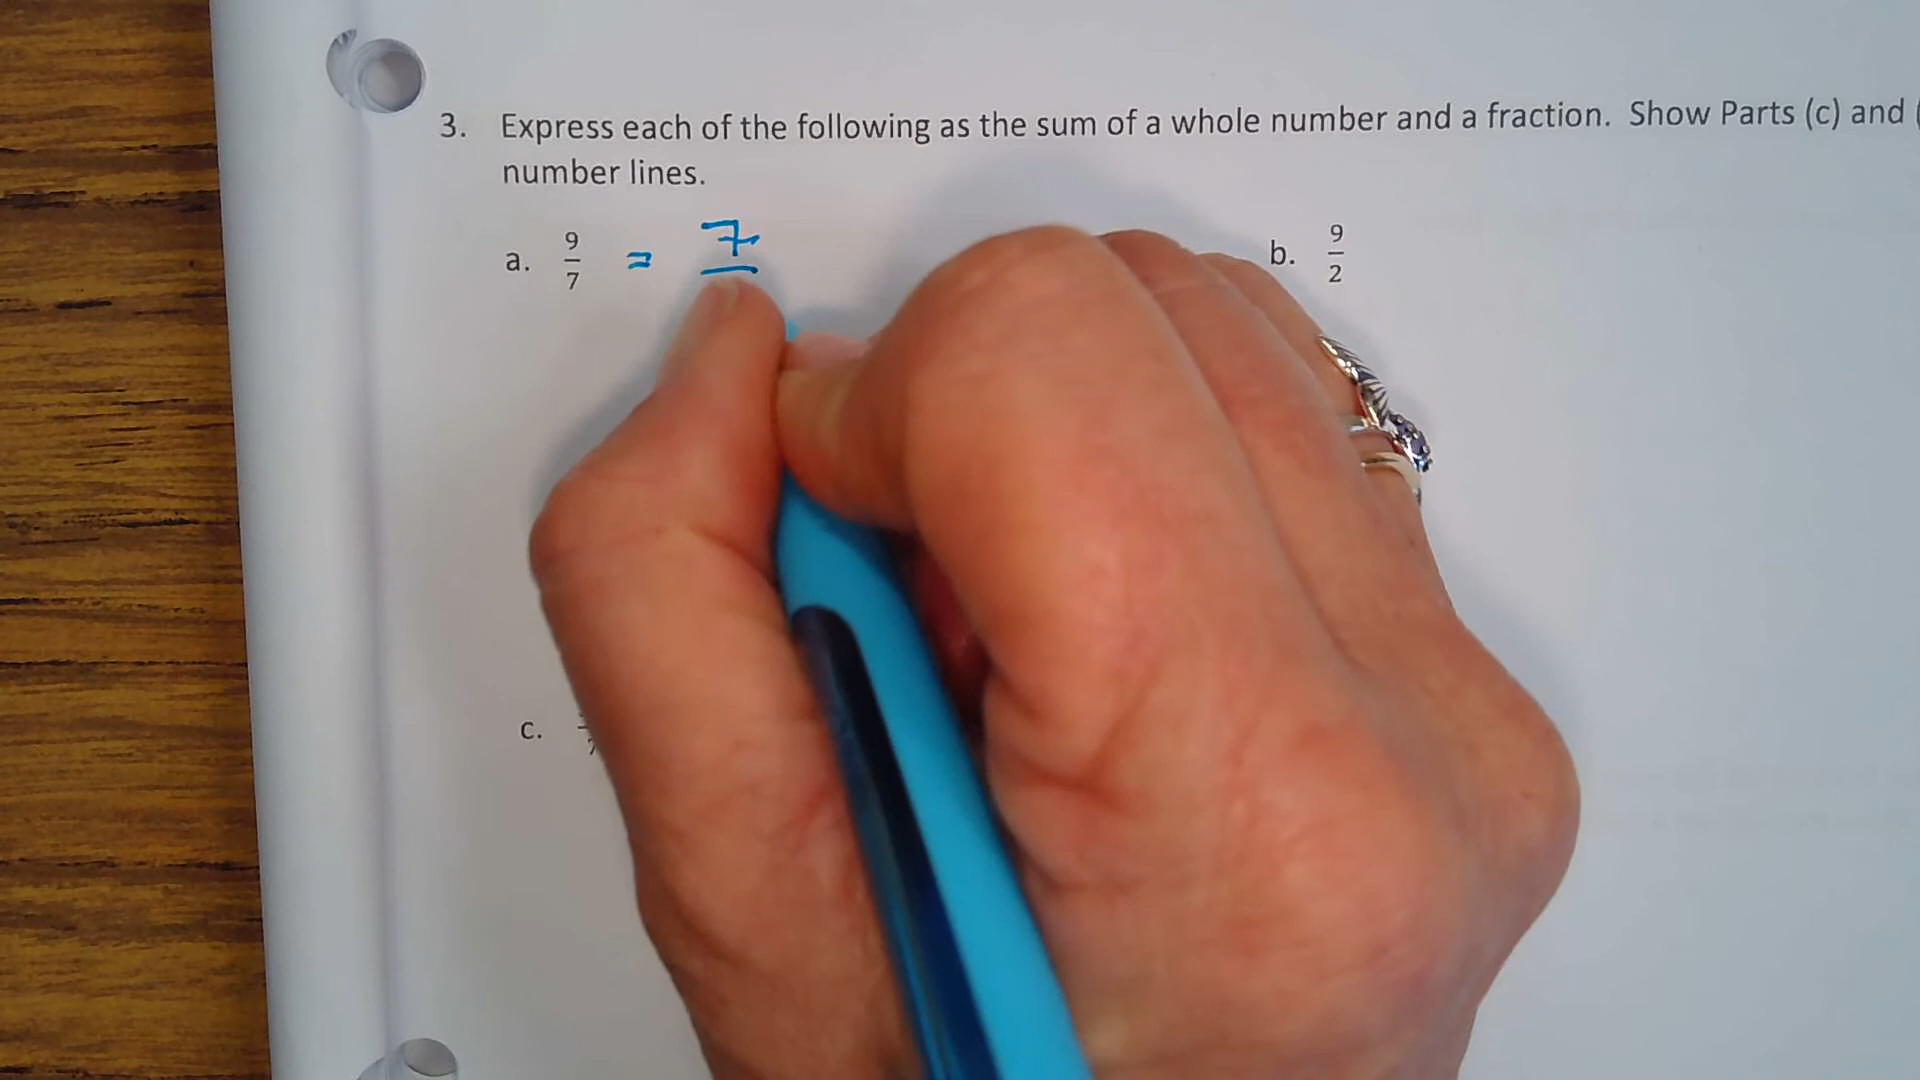 3. Express each of the following as the sum of a whole number and a fraction. Show Parts (c) and (
number lines.
a. 9/7 = 7/
b. 9/2
c.